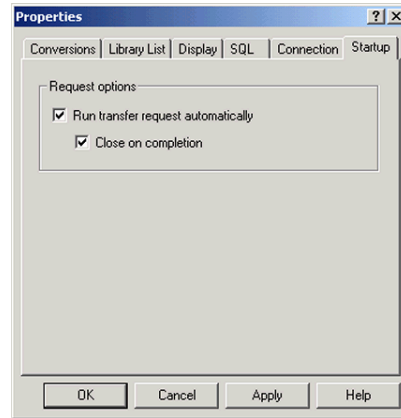 Properties
Conversions Library List Display SQL Connection Startup
Request options
Run transfer request automatically
Close on completion
OK Cancel Apply Help